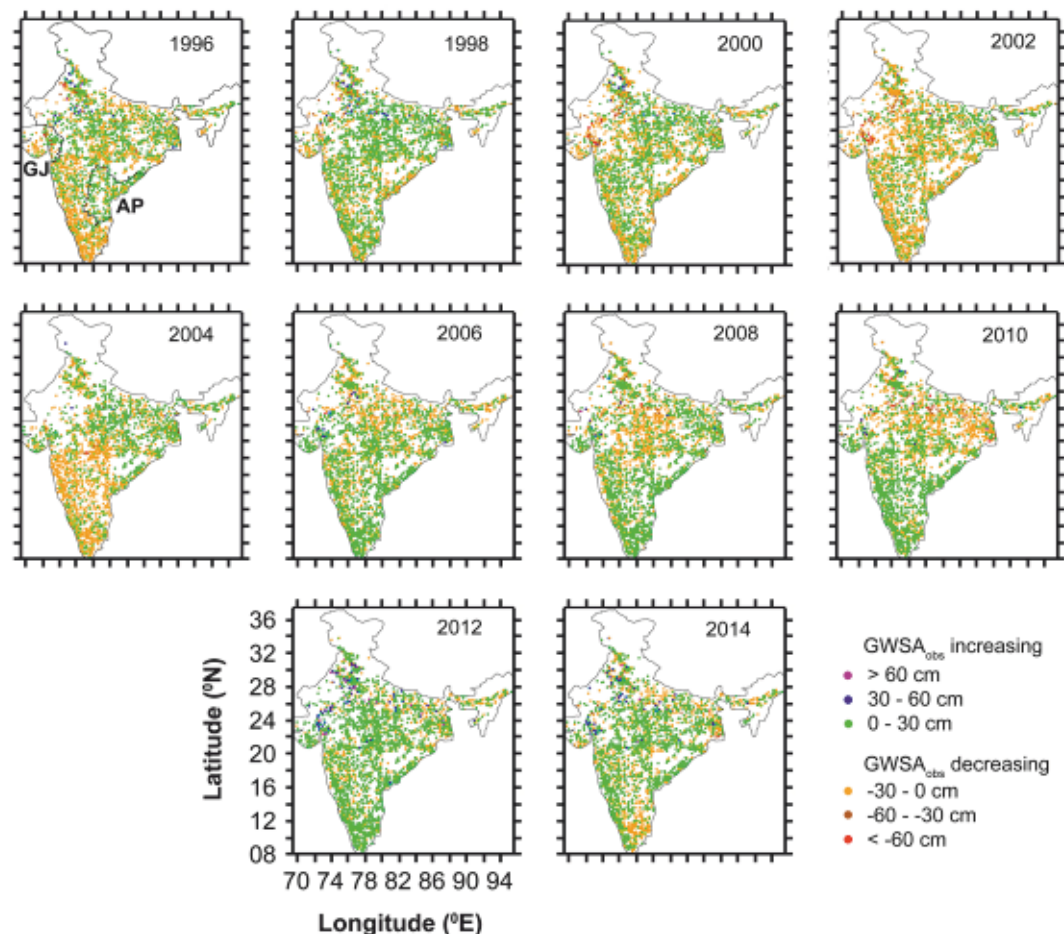 1996
1998
2000
2002
GJ
AP
2004
2006
2008
2010
2012
2014
36
32
28
24
20
16
12
08
Latitude (⁰N)
70 74 78 82 86 90 94
Longitude (⁰E)
GWSAobs increasing
> 60 cm
30 - 60 cm
0 - 30 cm
GWSAobs decreasing
-30 - 0 cm
-60 - -30 cm
< -60 cm